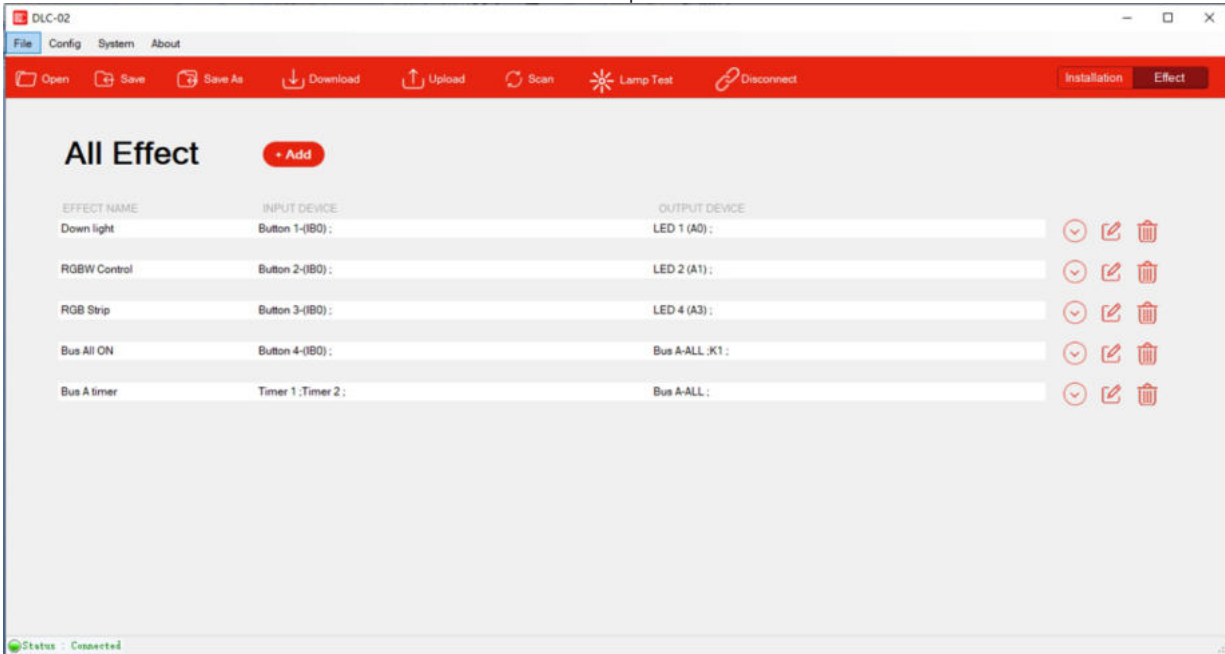 DLC-02
File Config System About
Open Save Save As Download Upload Scan Lamp Test Disconnect Installation Effect
All Effect + Add
EFFECT NAME INPUT DEVICE OUTPUT DEVICE
Down light Button 1-(IB0) ; LED 1 (A0) ;
RGBW Control Button 2-(IB0) ; LED 2 (A1) ;
RGB Strip Button 3-(IB0) ; LED 4 (A3) ;
Bus All ON Button 4-(IB0) ; Bus A-ALL ;K1 ;
Bus A timer Timer 1 ;Timer 2 ; Bus A-ALL ;
Status : Connected